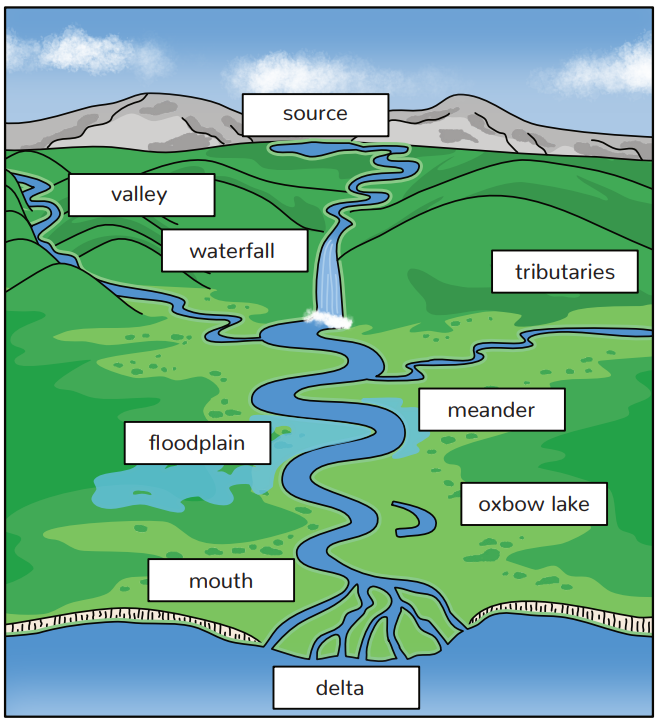 source
valley
waterfall
tributaries
meander
floodplain
oxbow lake
mouth
delta